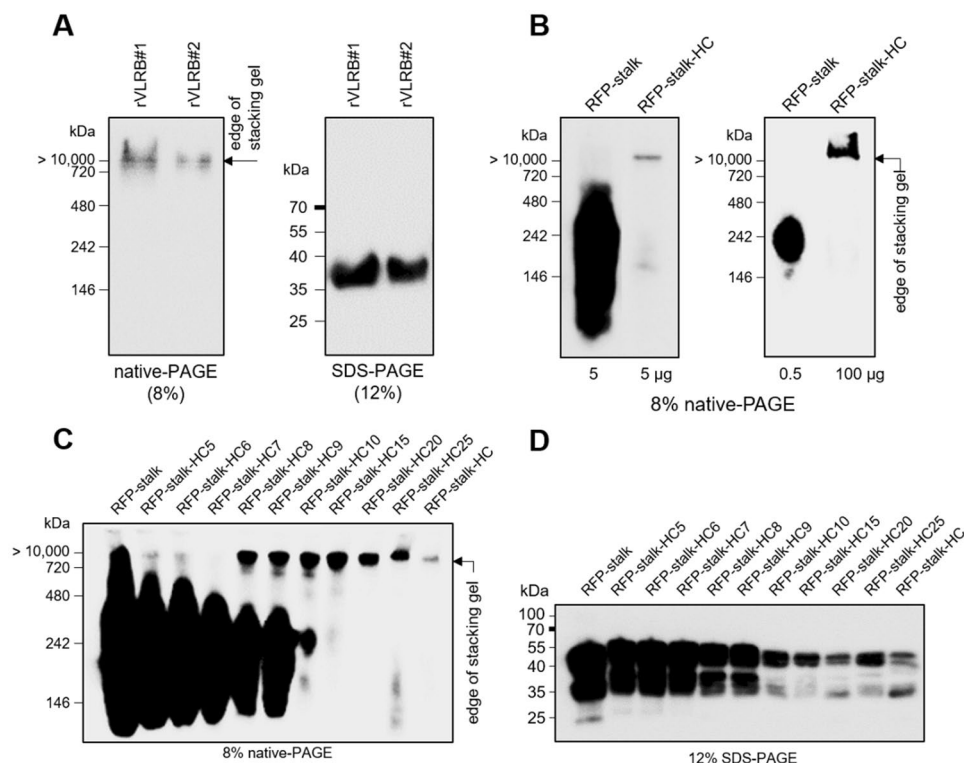 A
rVLRB#1
rVLRB#2
edge of
stacking gel
kDa
> 10,000
720
480
242
146
native-PAGE
(8%)
rVLRB#1
rVLRB#2
kDa
70
55
40
35
25
SDS-PAGE
(12%)
B
RFP-stalk
RFP-stalk-HC
kDa
> 10,000
720
480
242
146
5
5 µg
RFP-stalk
RFP-stalk-HC
kDa
> 10,000
720
480
242
146
edge of stacking gel
0.5
100 µg
8% native-PAGE
C
RFP-stalk
RFP-stalk-HC5
RFP-stalk-HC6
RFP-stalk-HC7
RFP-stalk-HC8
RFP-stalk-HC9
RFP-stalk-HC10
RFP-stalk-HC15
RFP-stalk-HC20
RFP-stalk-HC25
RFP-stalk-HC
kDa
> 10,000
720
480
242
146
edge of stacking gel
8% native-PAGE
D
RFP-stalk
RFP-stalk-HC5
RFP-stalk-HC6
RFP-stalk-HC7
RFP-stalk-HC8
RFP-stalk-HC9
RFP-stalk-HC10
RFP-stalk-HC15
RFP-stalk-HC20
RFP-stalk-HC25
RFP-stalk-HC
kDa
100
70
55
40
35
25
12% SDS-PAGE